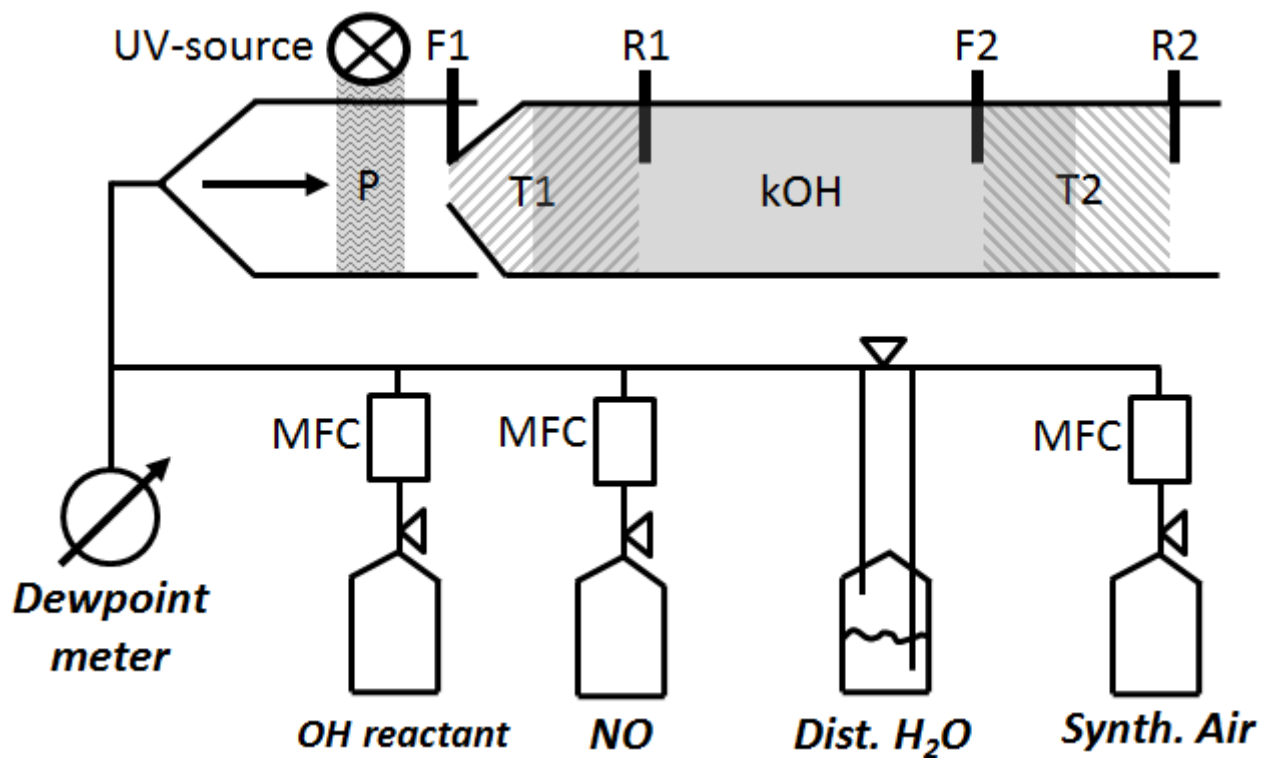 UV-source F1 R1 F2 R2
P T1 kOH T2
MFC MFC MFC
Dewpoint
meter
OH reactant NO Dist. H₂O Synth. Air